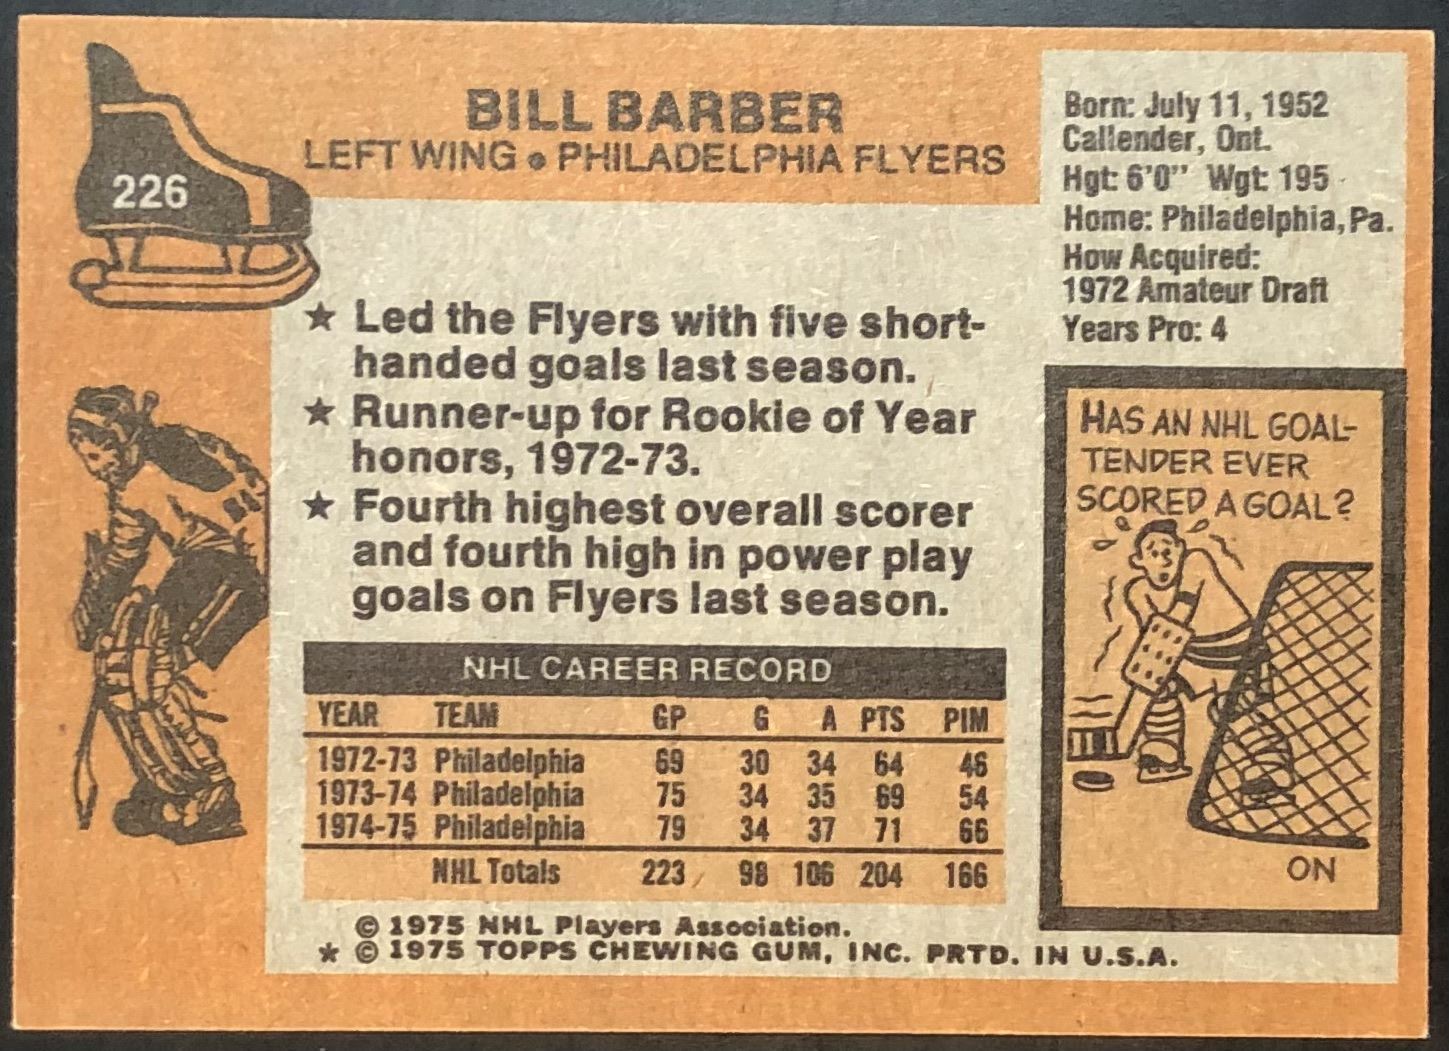 226
BILL BARBER
LEFT WING • PHILADELPHIA FLYERS
Born: July 11, 1952
Callender, Ont.
Hgt: 6'0" Wgt: 195
Home: Philadelphia, Pa.
How Acquired:
1972 Amateur Draft
Years Pro: 4
★ Led the Flyers with five short-
handed goals last season.
★ Runner-up for Rookie of Year
honors, 1972-73.
★ Fourth highest overall scorer
and fourth high in power play
goals on Flyers last season.
HAS AN NHL GOAL-
TENDER EVER
SCORED A GOAL?
ON
NHL CAREER RECORD
YEAR TEAM GP G A PTS PIM
1972-73 Philadelphia 69 30 34 64 46
1973-74 Philadelphia 75 34 35 69 54
1974-75 Philadelphia 79 34 37 71 66
NHL Totals 223 98 106 204 166
© 1975 NHL Players Association.
* © 1975 TOPPS CHEWING GUM, INC. PRTD. IN U.S.A.